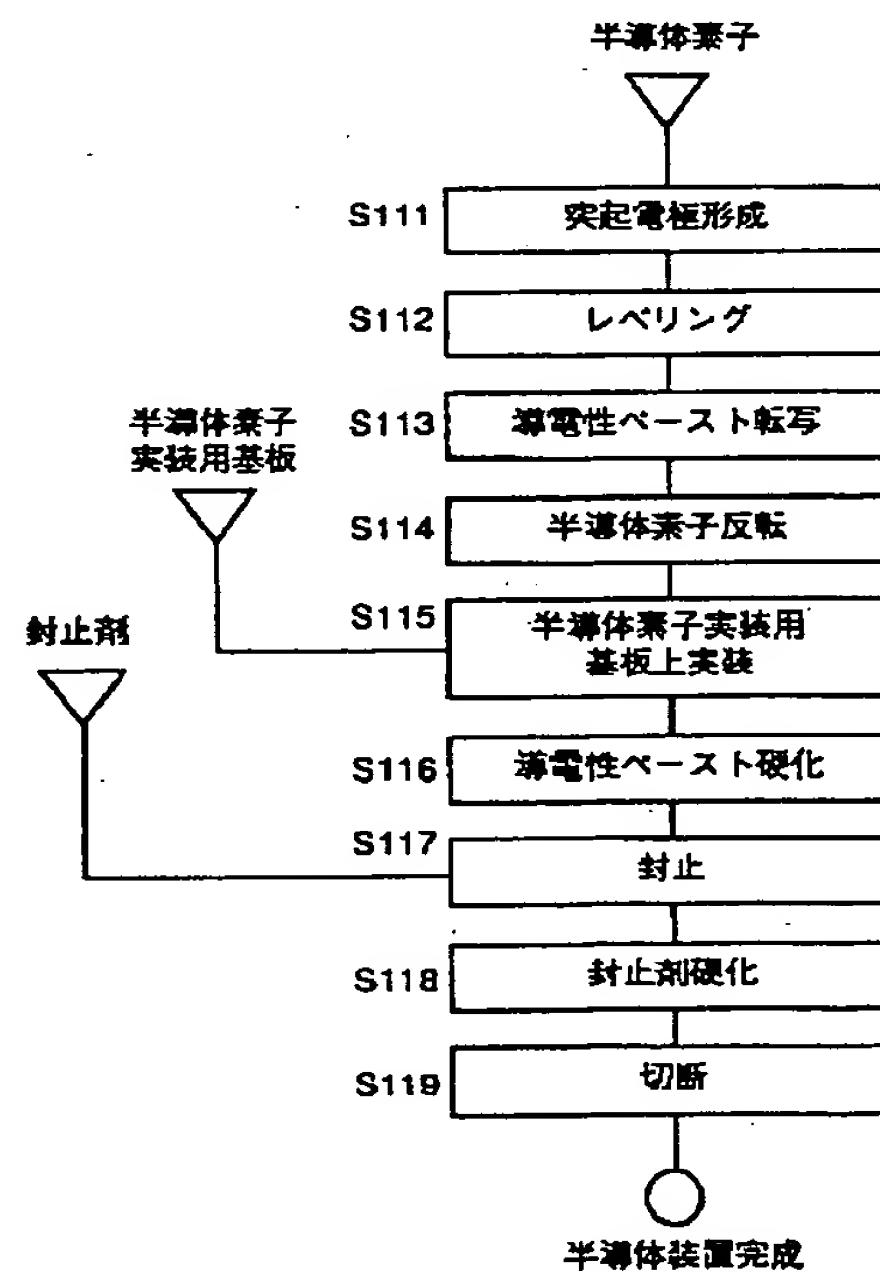 半導体素子
S111 突起電極形成
S112 レベリング
S113 導電性ペースト転写
半導体素子
実装用基板
S114 半導体素子反転
S115 半導体素子実装用
基板上実装
封止剤
S116 導電性ペースト硬化
S117 封止
S118 封止剤硬化
S119 切断
半導体装置完成